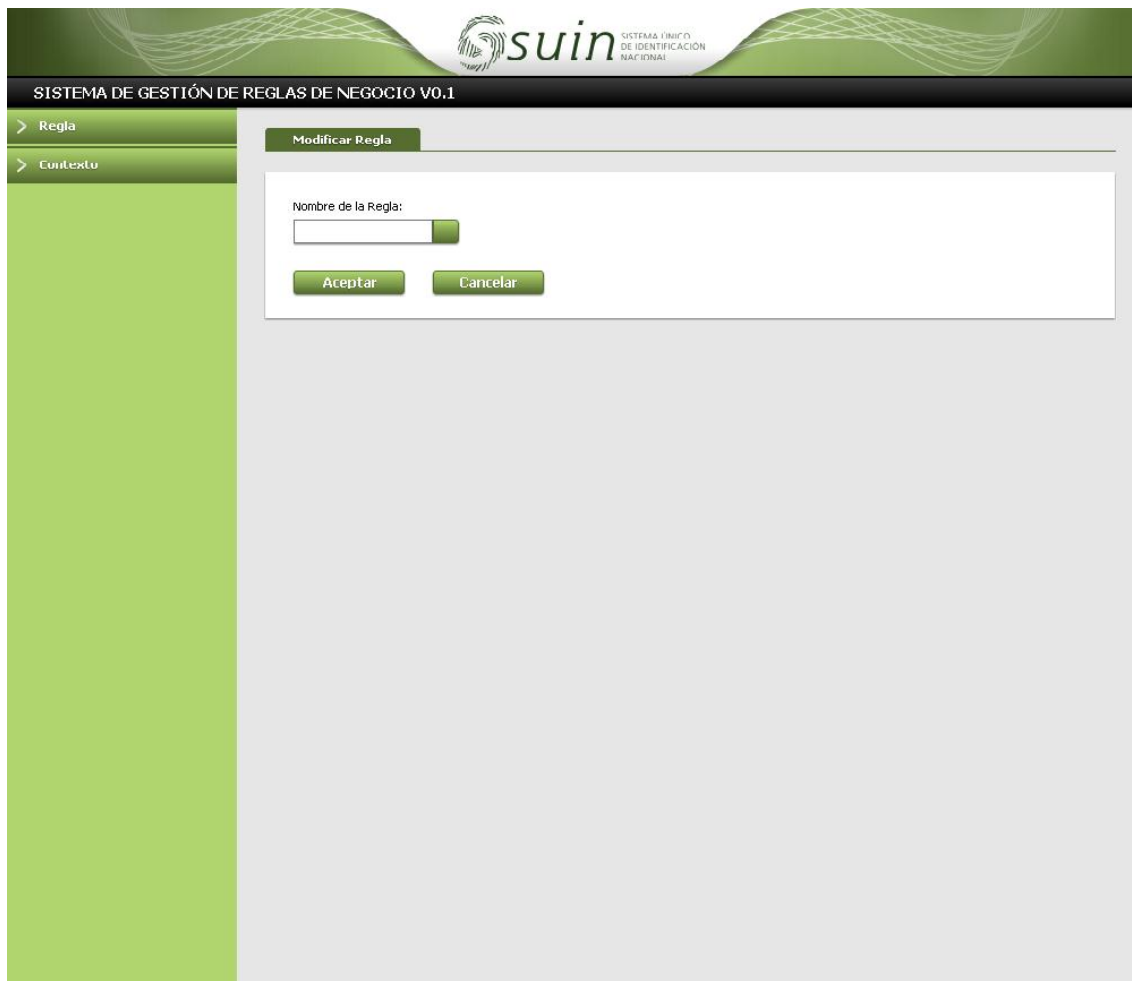 suin
SISTEMA ÚNICO
DE IDENTIFICACIÓN
NACIONAL
SISTEMA DE GESTIÓN DE REGLAS DE NEGOCIO V0.1
Regla
Contexto
Modificar Regla
Nombre de la Regla:
Aceptar
Cancelar